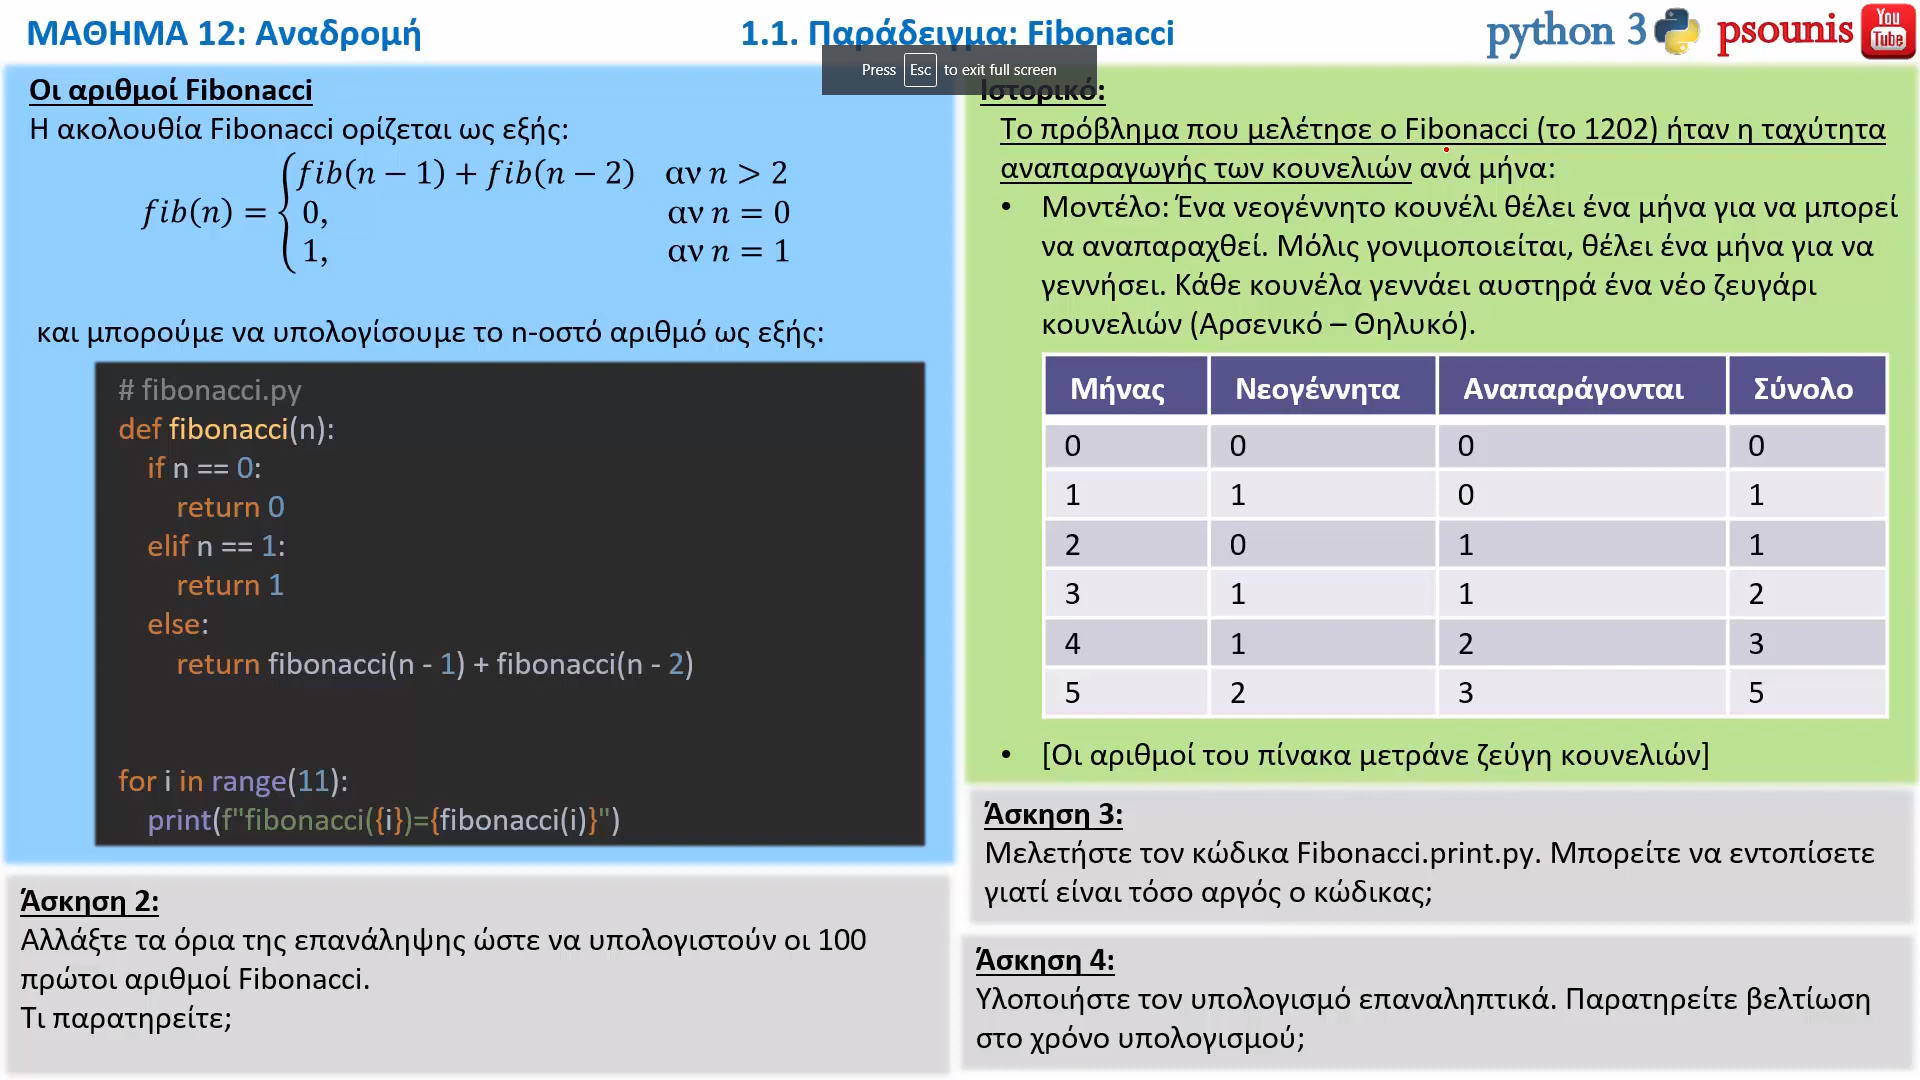 ΜΑΘΗΜΑ 12: Αναδρομή
1.1. Παράδειγμα: Fibonacci
python 3
psounis
You
Tube
Press Esc to exit full screen
Οι αριθμοί Fibonacci
Η ακολουθία Fibonacci ορίζεται ως εξής:
fib(n − 1) + fib(n − 2) αν n > 2
fib(n) = { 0, αν n = 0
1, αν n = 1
και μπορούμε να υπολογίσουμε το n-οστό αριθμό ως εξής:
# fibonacci.py
def fibonacci(n):
if n == 0:
return 0
elif n == 1:
return 1
else:
return fibonacci(n - 1) + fibonacci(n - 2)
for i in range(11):
print(f"fibonacci({i})={fibonacci(i)}")
Άσκηση 2:
Αλλάξτε τα όρια της επανάληψης ώστε να υπολογιστούν οι 100
πρώτοι αριθμοί Fibonacci.
Τι παρατηρείτε;
Ιστορικό:
Το πρόβλημα που μελέτησε ο Fibonacci (το 1202) ήταν η ταχύτητα
αναπαραγωγής των κουνελιών ανά μήνα:
• Μοντέλο: Ένα νεογέννητο κουνέλι θέλει ένα μήνα για να μπορεί
να αναπαραχθεί. Μόλις γονιμοποιείται, θέλει ένα μήνα για να
γεννήσει. Κάθε κουνέλα γεννάει αυστηρά ένα νέο ζευγάρι
κουνελιών (Αρσενικό – Θηλυκό).
Μήνας Νεογέννητα Αναπαράγονται Σύνολο
0 0 0 0
1 1 0 1
2 0 1 1
3 1 1 2
4 1 2 3
5 2 3 5
• [Οι αριθμοί του πίνακα μετράνε ζεύγη κουνελιών]
Άσκηση 3:
Μελετήστε τον κώδικα Fibonacci.print.py. Μπορείτε να εντοπίσετε
γιατί είναι τόσο αργός ο κώδικας;
Άσκηση 4:
Υλοποιήστε τον υπολογισμό επαναληπτικά. Παρατηρείτε βελτίωση
στο χρόνο υπολογισμού;